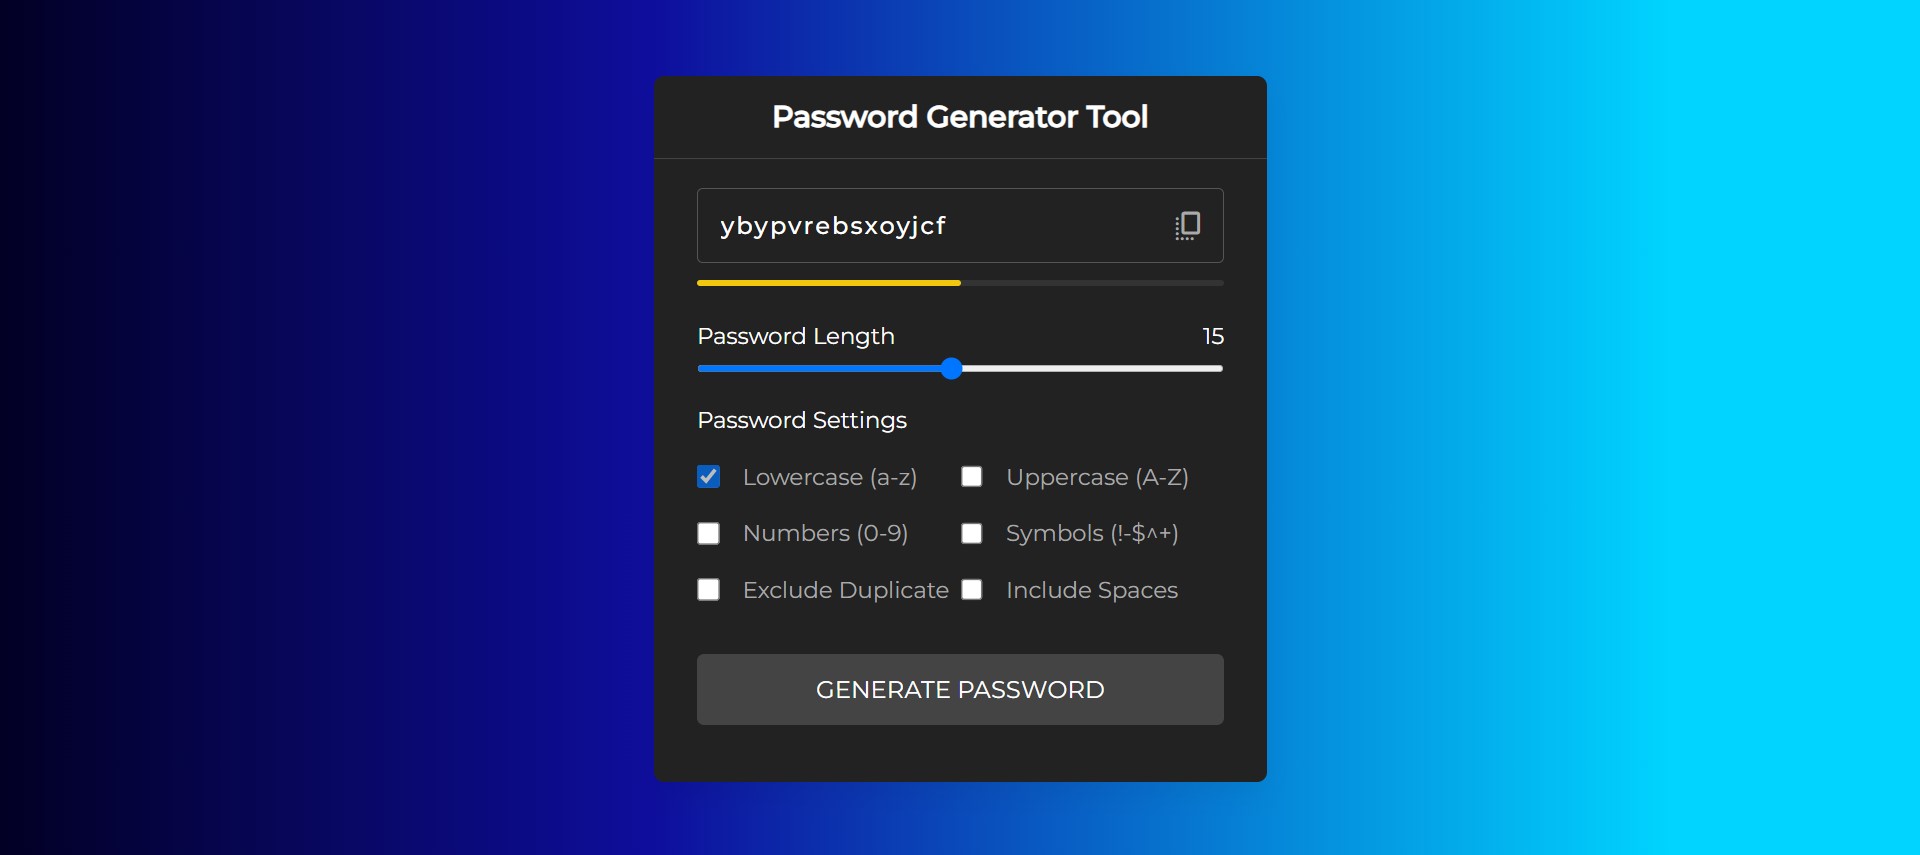 Password Generator Tool
ybypvrebsxoyjcf
Password Length 15
Password Settings
Lowercase (a-z) Uppercase (A-Z)
Numbers (0-9) Symbols (!-$^+)
Exclude Duplicate Include Spaces
GENERATE PASSWORD